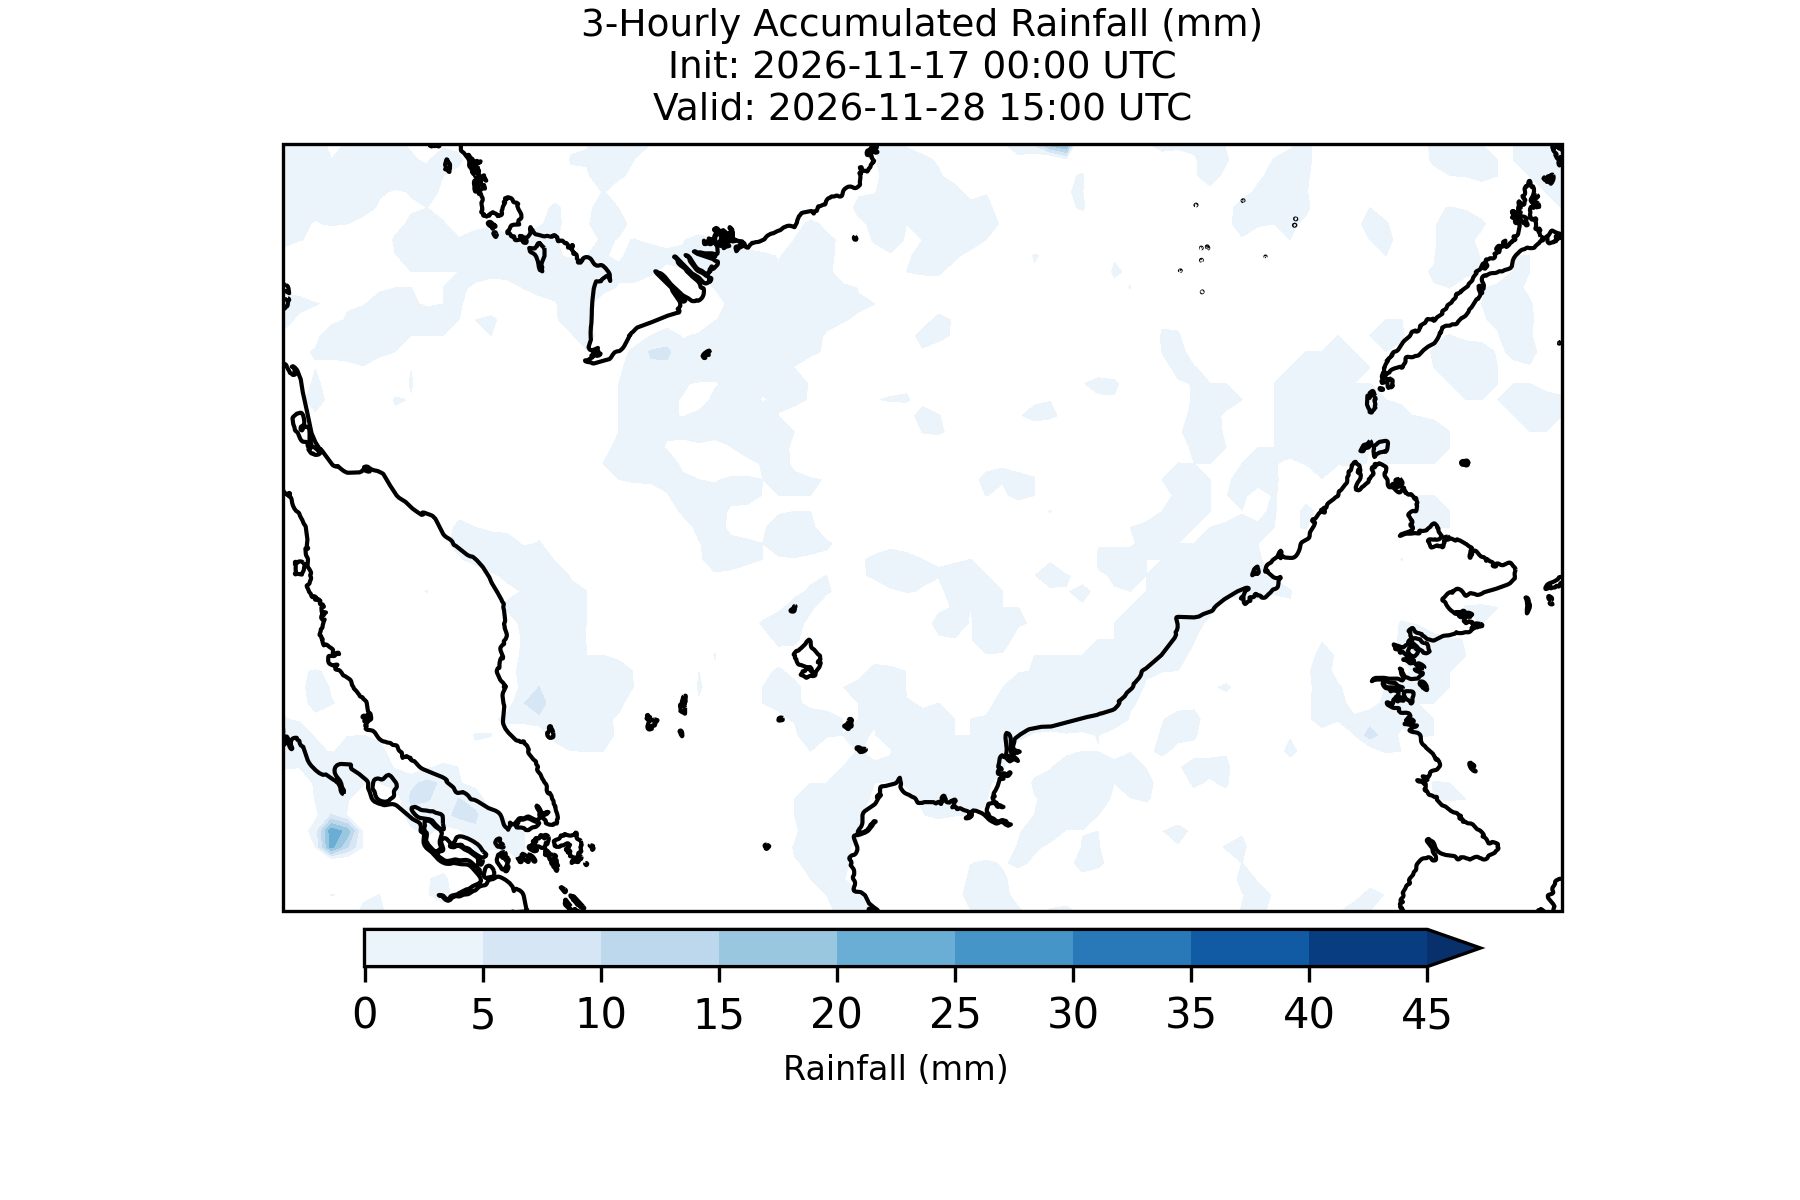 3-Hourly Accumulated Rainfall (mm)
Init: 2026-11-17 00:00 UTC
Valid: 2026-11-28 15:00 UTC
0 5 10 15 20 25 30 35 40 45
Rainfall (mm)